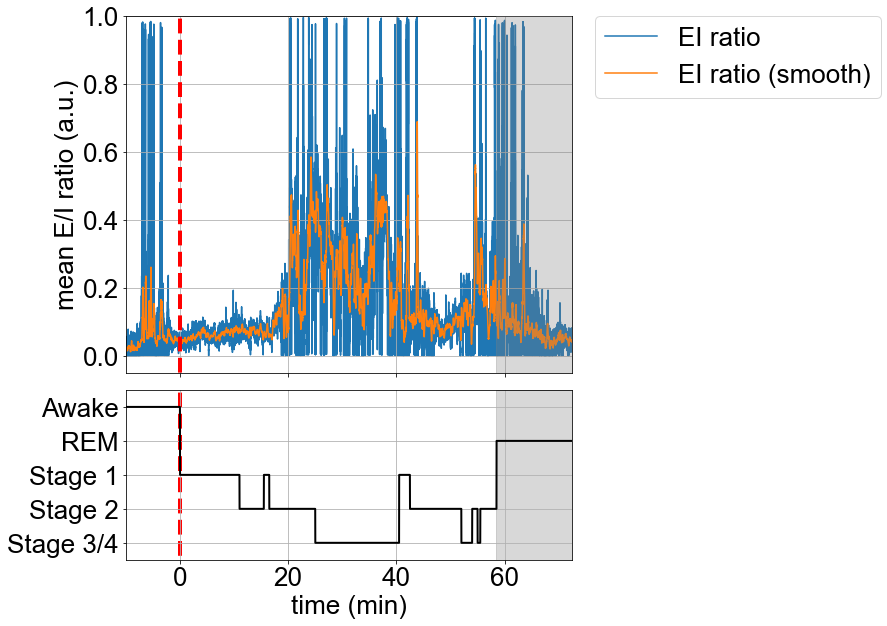 1.0
0.8
0.6
0.4
0.2
0.0
mean E/I ratio (a.u.)
EI ratio
EI ratio (smooth)
Awake
REM
Stage 1
Stage 2
Stage 3/4
0 20 40 60
time (min)